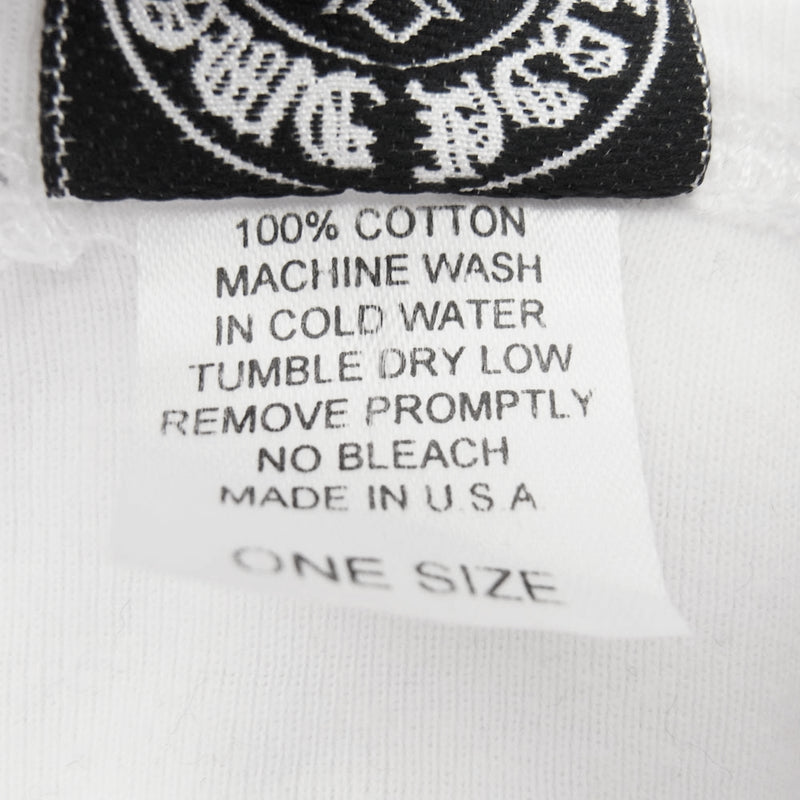 100% COTTON
MACHINE WASH
IN COLD WATER
TUMBLE DRY LOW
REMOVE PROMPTLY
NO BLEACH
MADE IN U.S.A
ONE SIZE